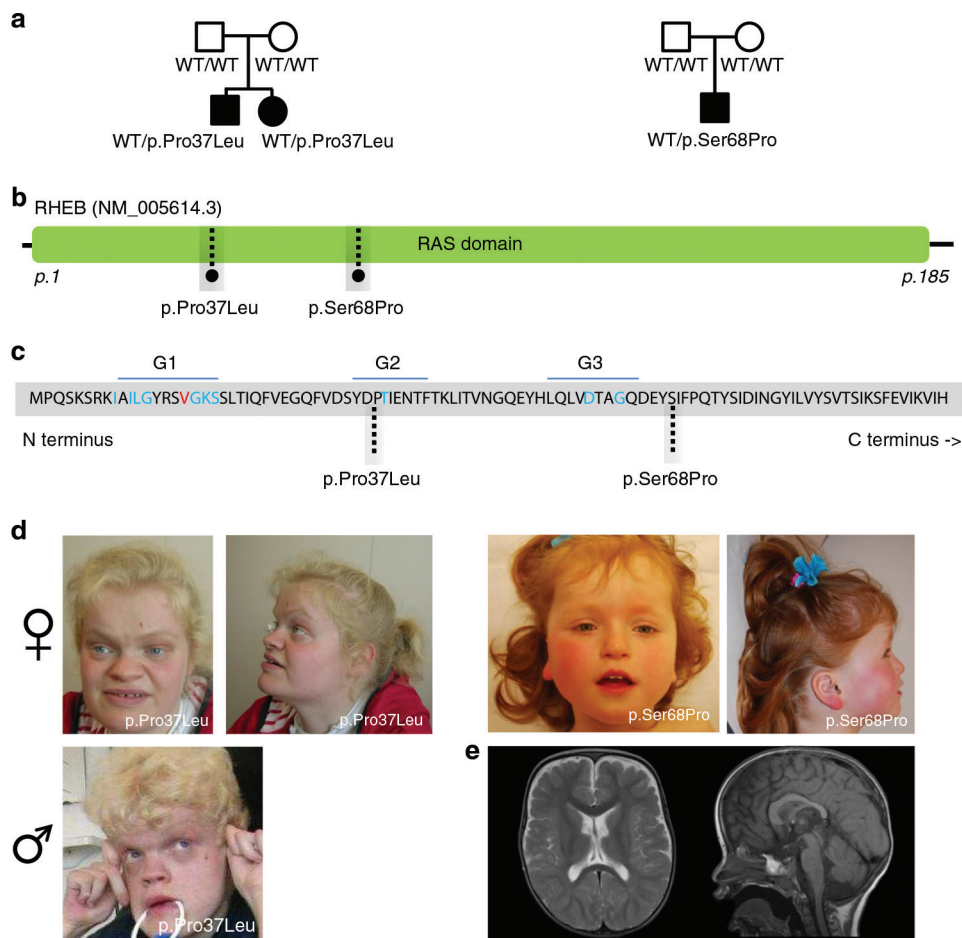 a
WT/WT WT/WT
WT/p.Pro37Leu WT/p.Pro37Leu
WT/WT WT/WT
WT/p.Ser68Pro
b
RHEB (NM_005614.3)
RAS domain
p.1
p.185
p.Pro37Leu
p.Ser68Pro
c
G1 G2 G3
MPQSKSRKIAILGYRSVGKSSLTIQFVEGQFVDSYDPTIENTFTKLITVNGQEYHLQLVDTAGQDEYSIFPQTYSIDINGYILVYSVTSIKSFEVIKVIH
N terminus
C terminus ->
p.Pro37Leu
p.Ser68Pro
d
♀
p.Pro37Leu
p.Pro37Leu
p.Ser68Pro
p.Ser68Pro
♂
p.Pro37Leu
e